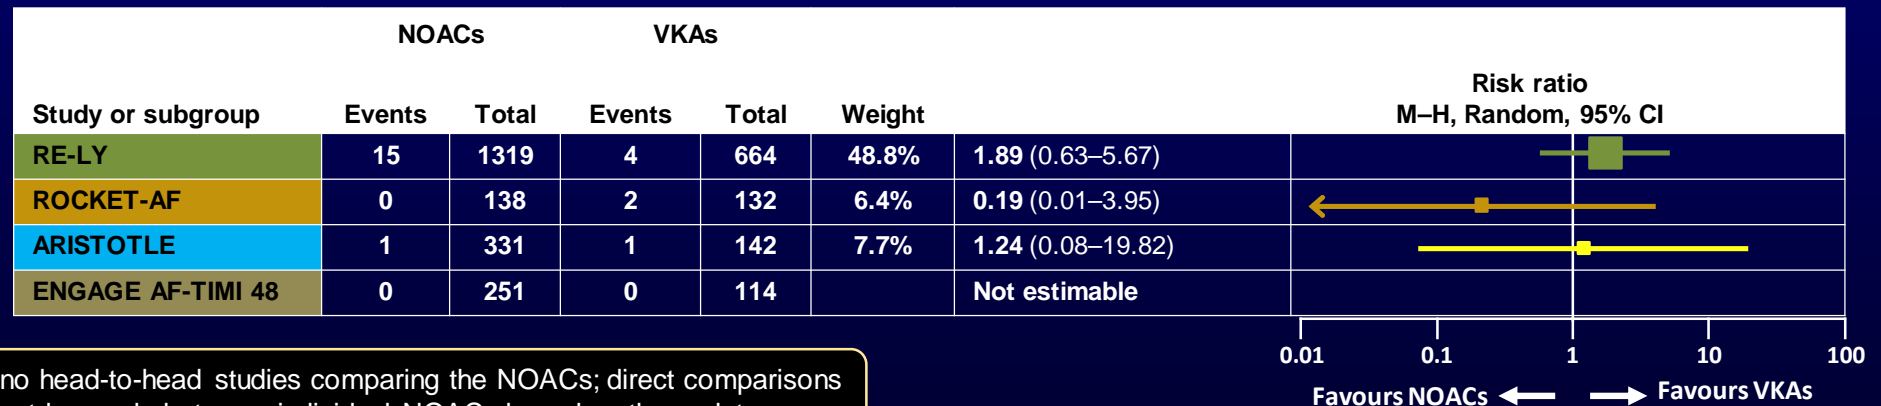 NOACs VKAs
Risk ratio
Study or subgroup Events Total Events Total Weight M–H, Random, 95% CI
RE-LY 15 1319 4 664 48.8% 1.89 (0.63–5.67)
ROCKET-AF 0 138 2 132 6.4% 0.19 (0.01–3.95)
ARISTOTLE 1 331 1 142 7.7% 1.24 (0.08–19.82)
ENGAGE AF-TIMI 48 0 251 0 114 Not estimable
0.01 0.1 1 10 100
no head-to-head studies comparing the NOACs; direct comparisons
Favours NOACs Favours VKAs